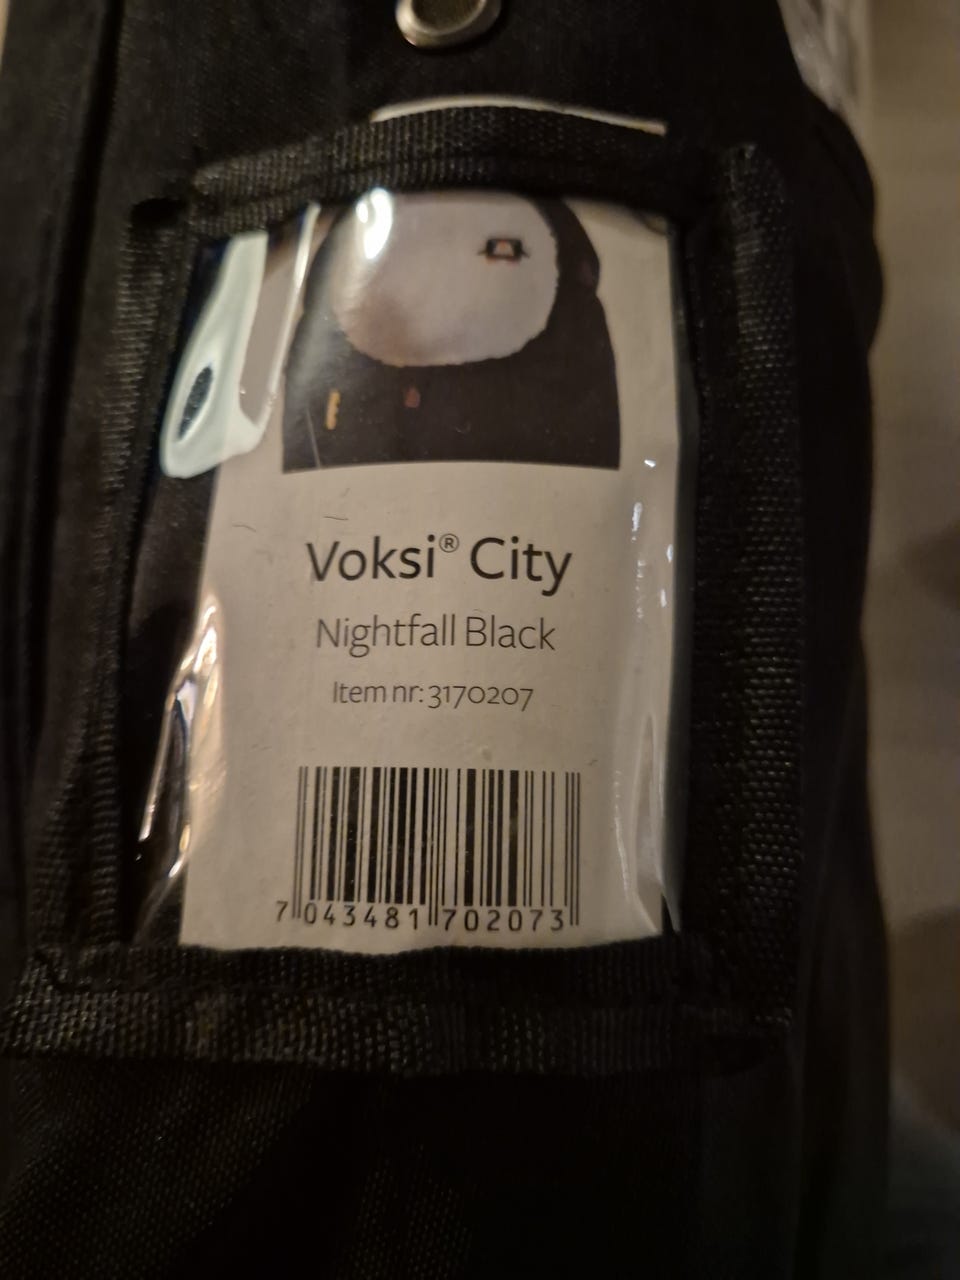 Voksi® City
Nightfall Black
Item nr: 3170207
7 043481 702073